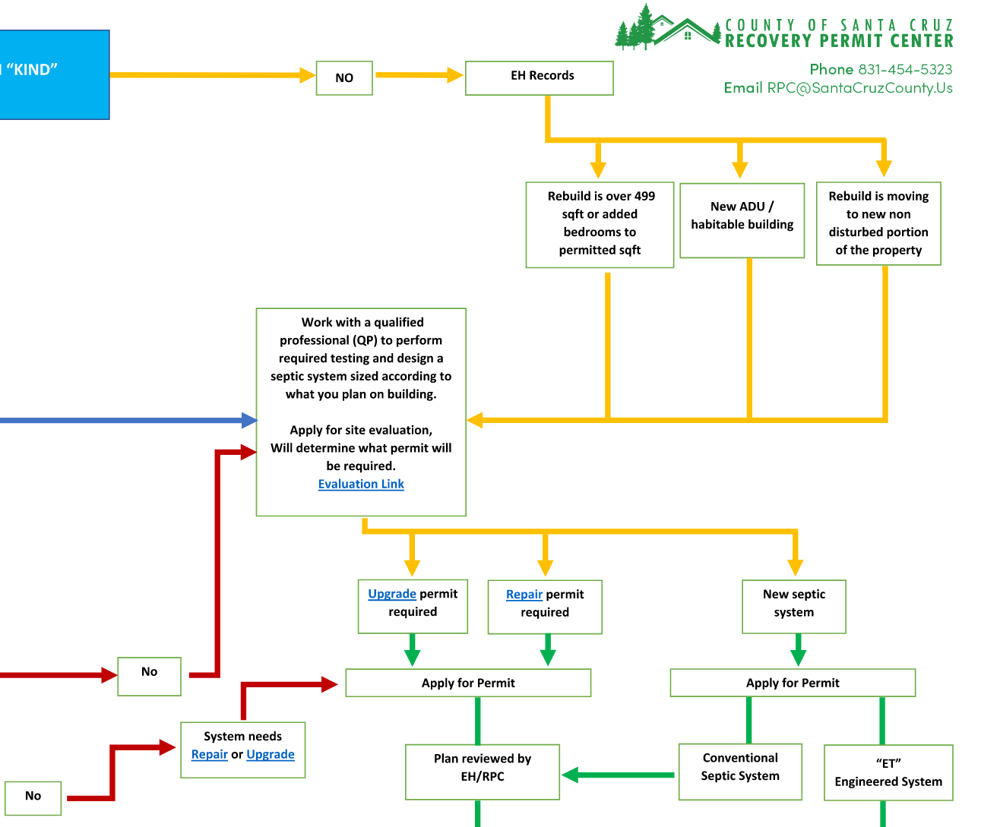 COUNTY OF SANTA CRUZ
RECOVERY PERMIT CENTER
Phone 831-454-5323
Email RPC@SantaCruzCounty.Us
"KIND"
NO
EH Records
Rebuild is over 499
sqft or added
bedrooms to
permitted sqft
New ADU /
habitable building
Rebuild is moving
to new non
disturbed portion
of the property
Work with a qualified
professional (QP) to perform
required testing and design a
septic system sized according to
what you plan on building.
Apply for site evaluation,
Will determine what permit will
be required.
Evaluation Link
Upgrade permit
required
Repair permit
required
New septic
system
No
Apply for Permit
Apply for Permit
System needs
Repair or Upgrade
Plan reviewed by
EH/RPC
Conventional
Septic System
"ET"
Engineered System
No